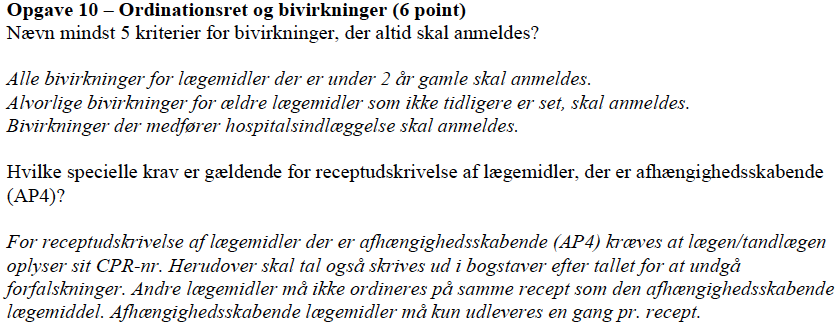 Opgave 10 – Ordinationsret og bivirkninger (6 point)
Nævn mindst 5 kriterier for bivirkninger, der altid skal anmeldes?
Alle bivirkninger for lægemidler der er under 2 år gamle skal anmeldes.
Alvorlige bivirkninger for ældre lægemidler som ikke tidligere er set, skal anmeldes.
Bivirkninger der medfører hospitalsindlæggelse skal anmeldes.
Hvilke specielle krav er gældende for receptudskrivelse af lægemidler, der er afhængighedsskabende
(AP4)?
For receptudskrivelse af lægemidler der er afhængighedsskabende (AP4) kræves at lægen/tandlægen
oplyser sit CPR-nr. Herudover skal tal også skrives ud i bogstaver efter tallet for at undgå
forfalskninger. Andre lægemidler må ikke ordineres på samme recept som den afhængighedsskabende
lægemiddel. Afhængighedsskabende lægemidler må kun udleveres en gang pr. recept.